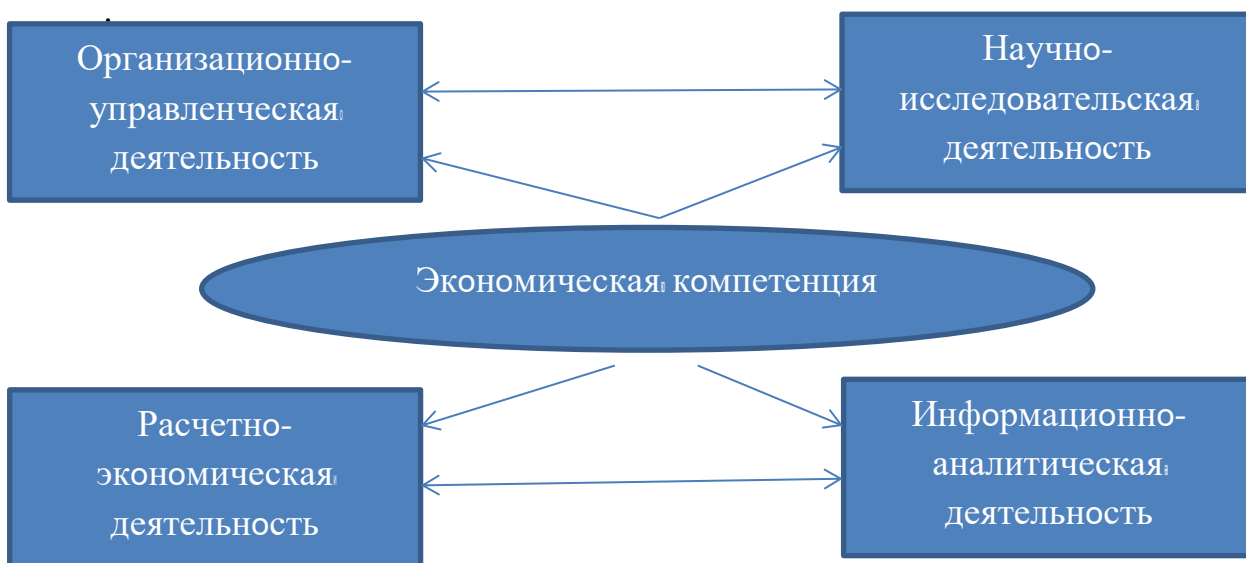 Организационно-
управленческая
деятельность
Научно-
исследовательская
деятельность
Экономическая компетенция
Расчетно-
экономическая
деятельность
Информационно-
аналитическая
деятельность